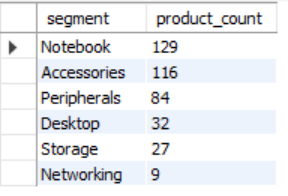 segment product_count
Notebook 129
Accessories 116
Peripherals 84
Desktop 32
Storage 27
Networking 9